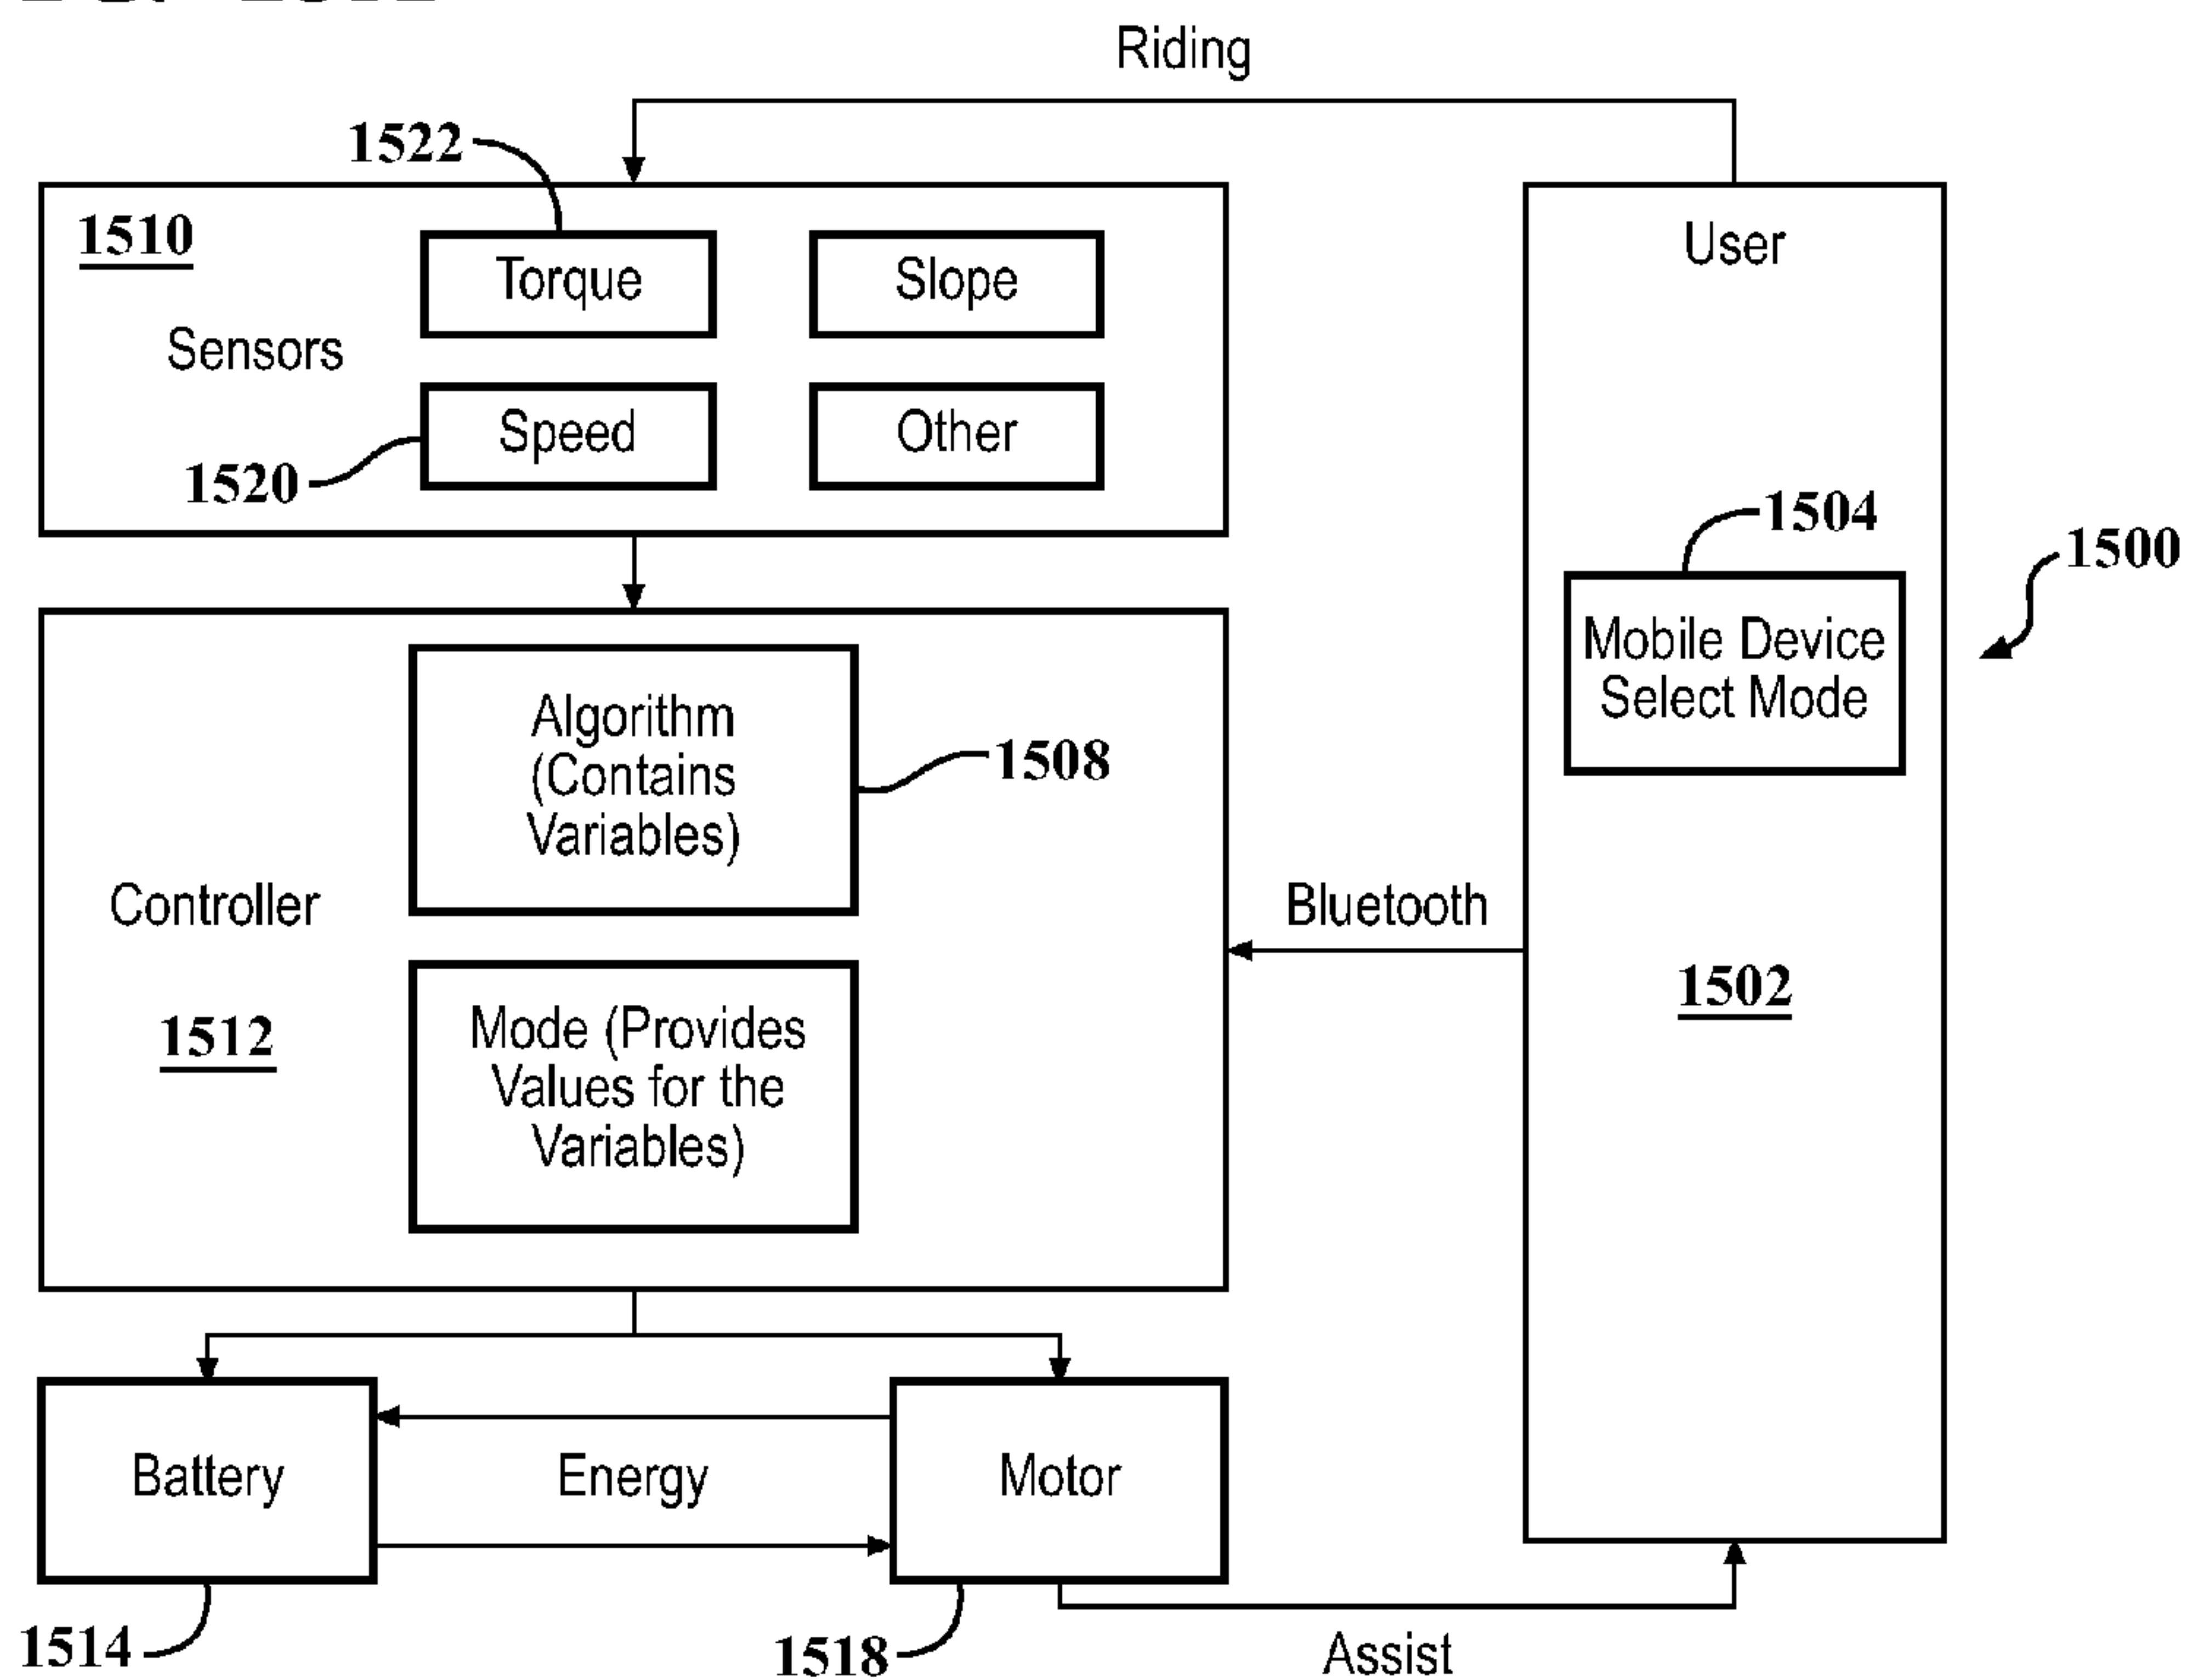 Riding
1522
1510
Torque
Slope
User
Sensors
Speed
Other
1520
1504
1500
Mobile Device
Select Mode
Algorithm
(Contains
Variables)
1508
Controller
Bluetooth
1502
1512
Mode (Provides
Values for the
Variables)
Battery
Energy
Motor
1514
1518
Assist